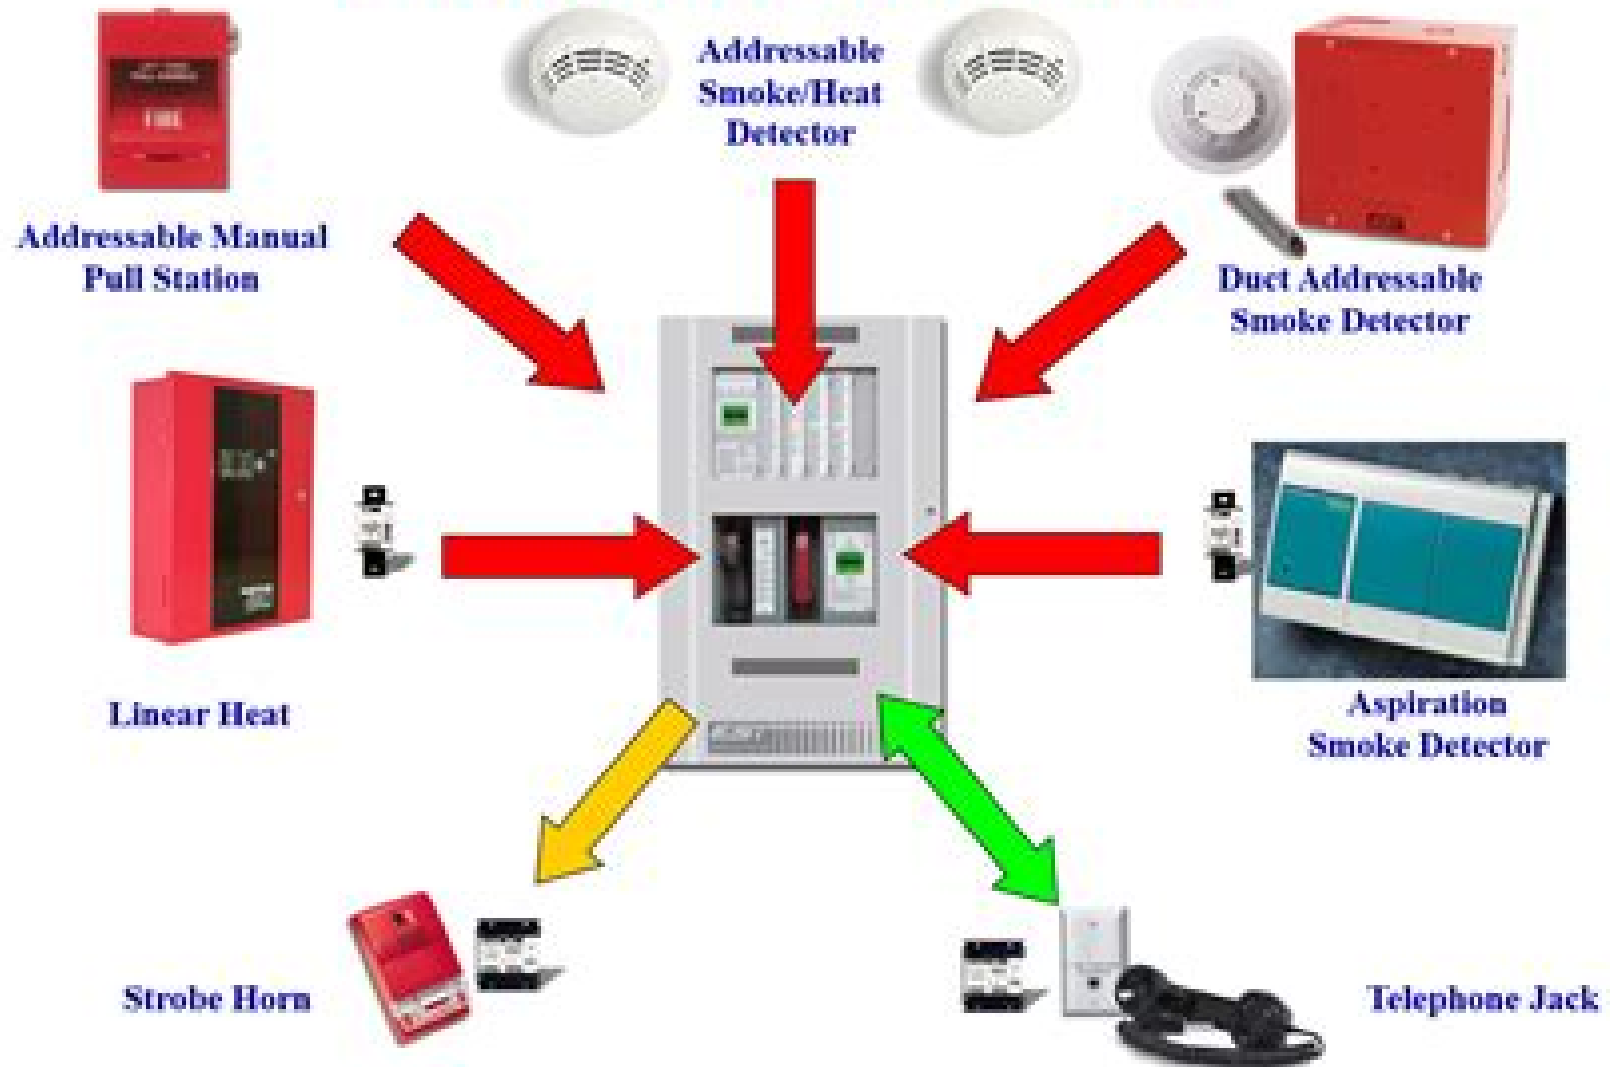 Addressable
Smoke/Heat
Detector
FIRE
Addressable Manual
Pull Station
Duct Addressable
Smoke Detector
Linear Heat
Aspiration
Smoke Detector
Strobe Horn
Telephone Jack